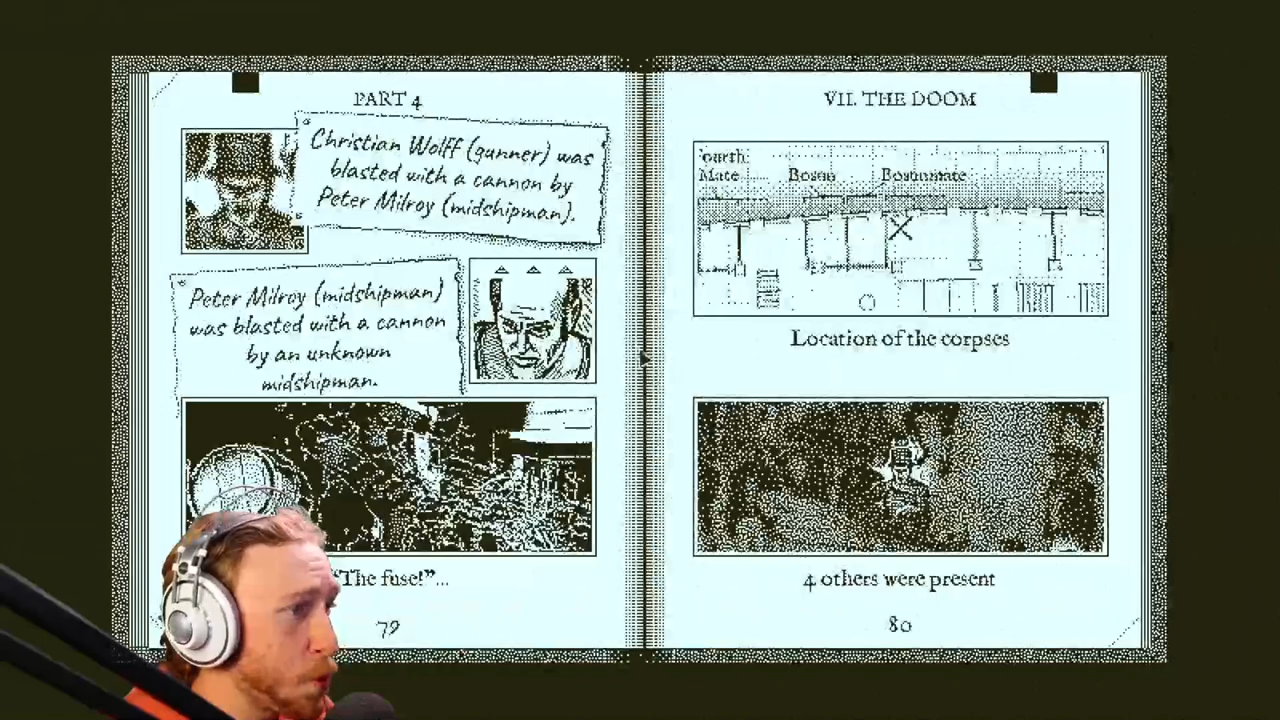 PART 4
Christian Wolff (gunner) was
blasted with a cannon by
Peter Milroy (midshipman).
Peter Milroy (midshipman)
was blasted with a cannon
by an unknown
midshipman.
"The fuse!"...
79
VII. THE DOOM
Fourth
Mate
Bosun
Bosunmate
Location of the corpses
4 others were present
80